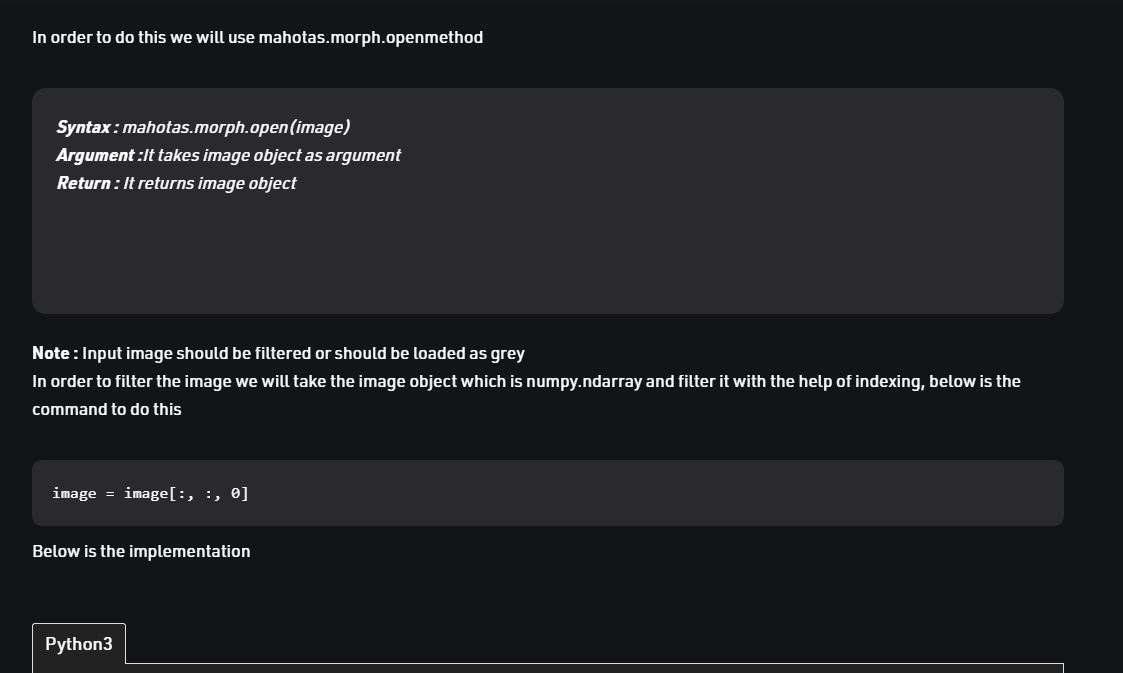 In order to do this we will use mahotas.morph.openmethod
Syntax : mahotas.morph.open(image)
Argument :It takes image object as argument
Return : It returns image object
Note : Input image should be filtered or should be loaded as grey
In order to filter the image we will take the image object which is numpy.ndarray and filter it with the help of indexing, below is the
command to do this
image = image[:, :, 0]
Below is the implementation
Python3